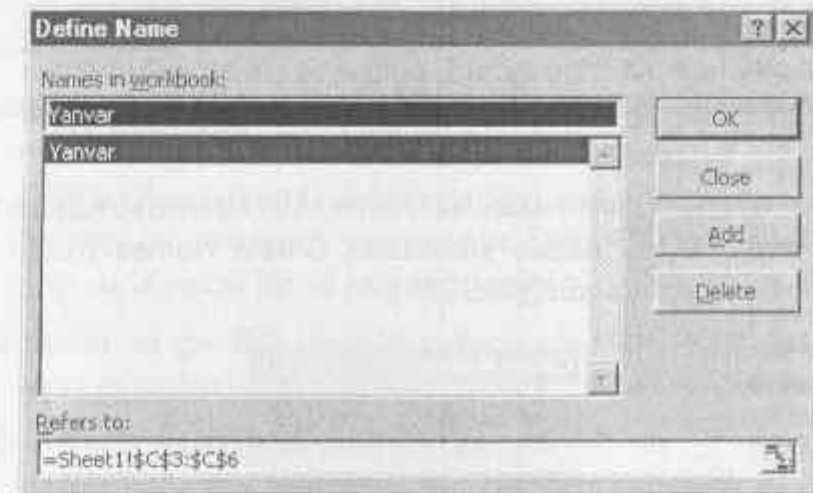 Define Name
? ×
Names in workbook:
Yanvar
Yanvar
OK
Close
Add
Delete
Refers to:
=Sheet1!$C$3:$C$6